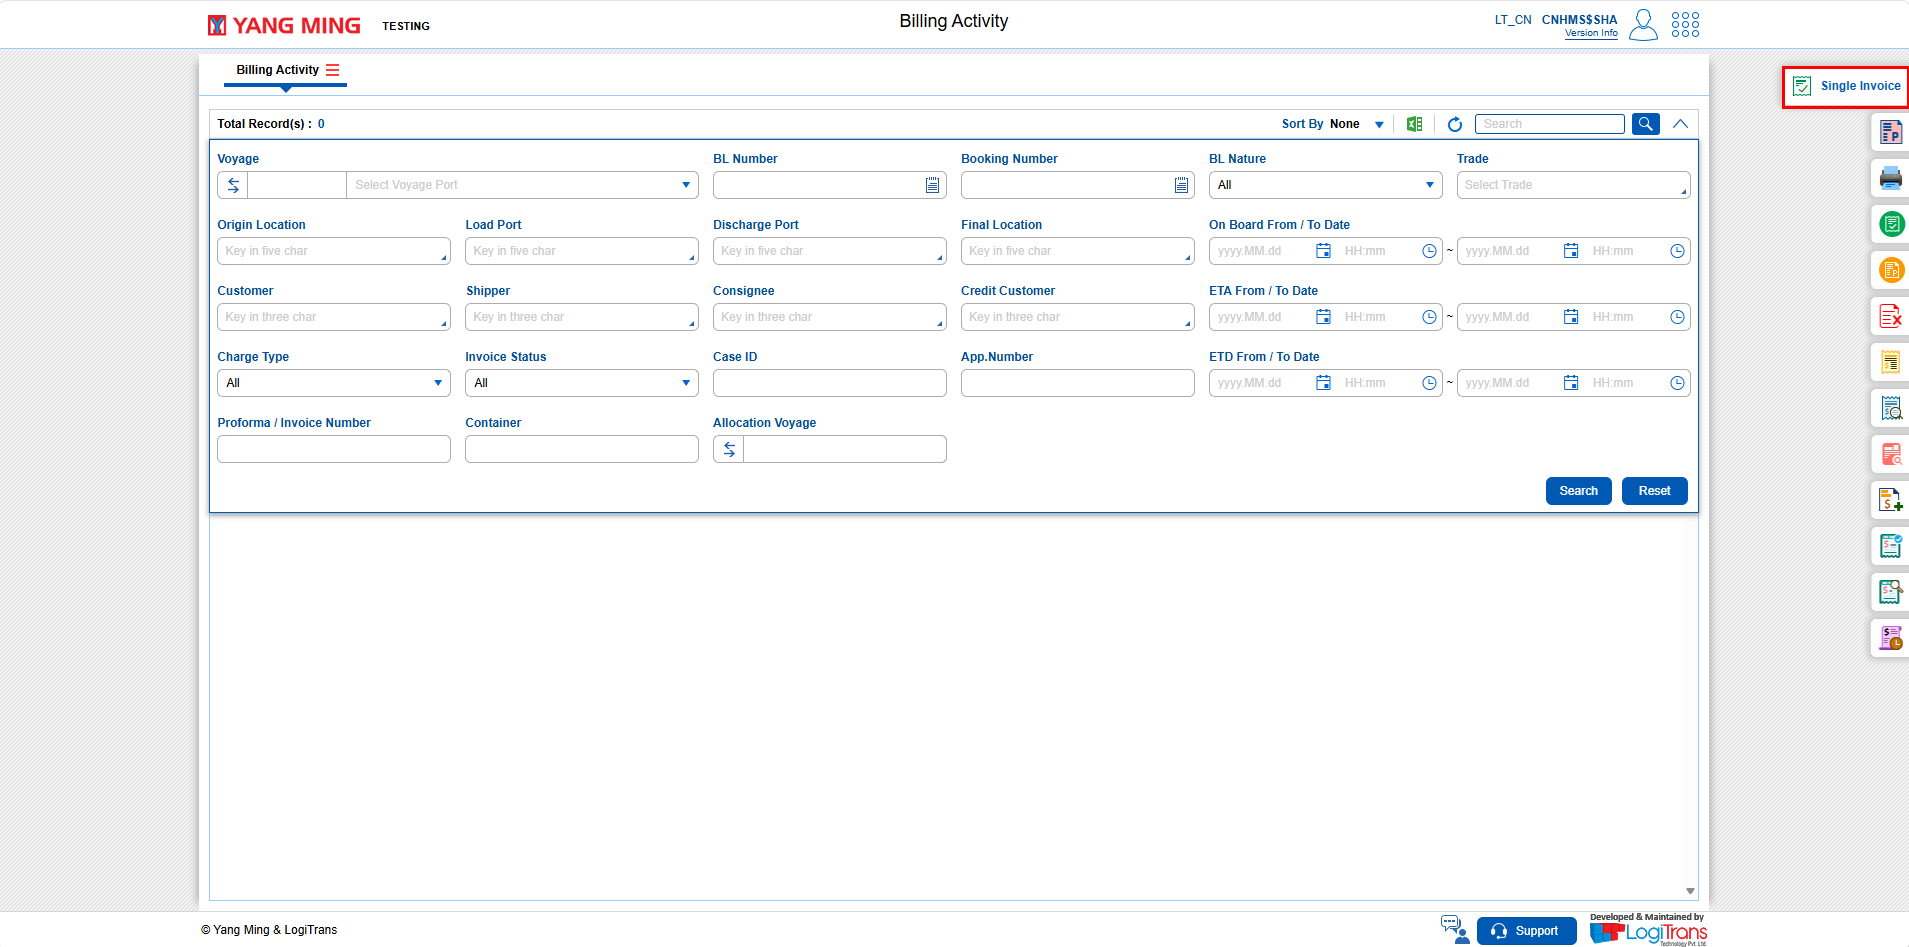 YANG MING TESTING
Billing Activity
LT_CN CNHMS$SHA
Version Info
Billing Activity
Single Invoice
Total Record(s) : 0
Sort By None Search
Voyage BL Number Booking Number BL Nature Trade
Select Voyage Port All Select Trade
Origin Location Load Port Discharge Port Final Location On Board From / To Date
Key in five char Key in five char Key in five char Key in five char yyyy.MM.dd HH:mm ~ yyyy.MM.dd HH:mm
Customer Shipper Consignee Credit Customer ETA From / To Date
Key in three char Key in three char Key in three char Key in three char yyyy.MM.dd HH:mm ~ yyyy.MM.dd HH:mm
Charge Type Invoice Status Case ID App.Number ETD From / To Date
All All yyyy.MM.dd HH:mm ~ yyyy.MM.dd HH:mm
Proforma / Invoice Number Container Allocation Voyage
Search Reset
© Yang Ming & LogiTrans
Support
Developed & Maintained by
LogiTrans
Technology Pvt. Ltd.